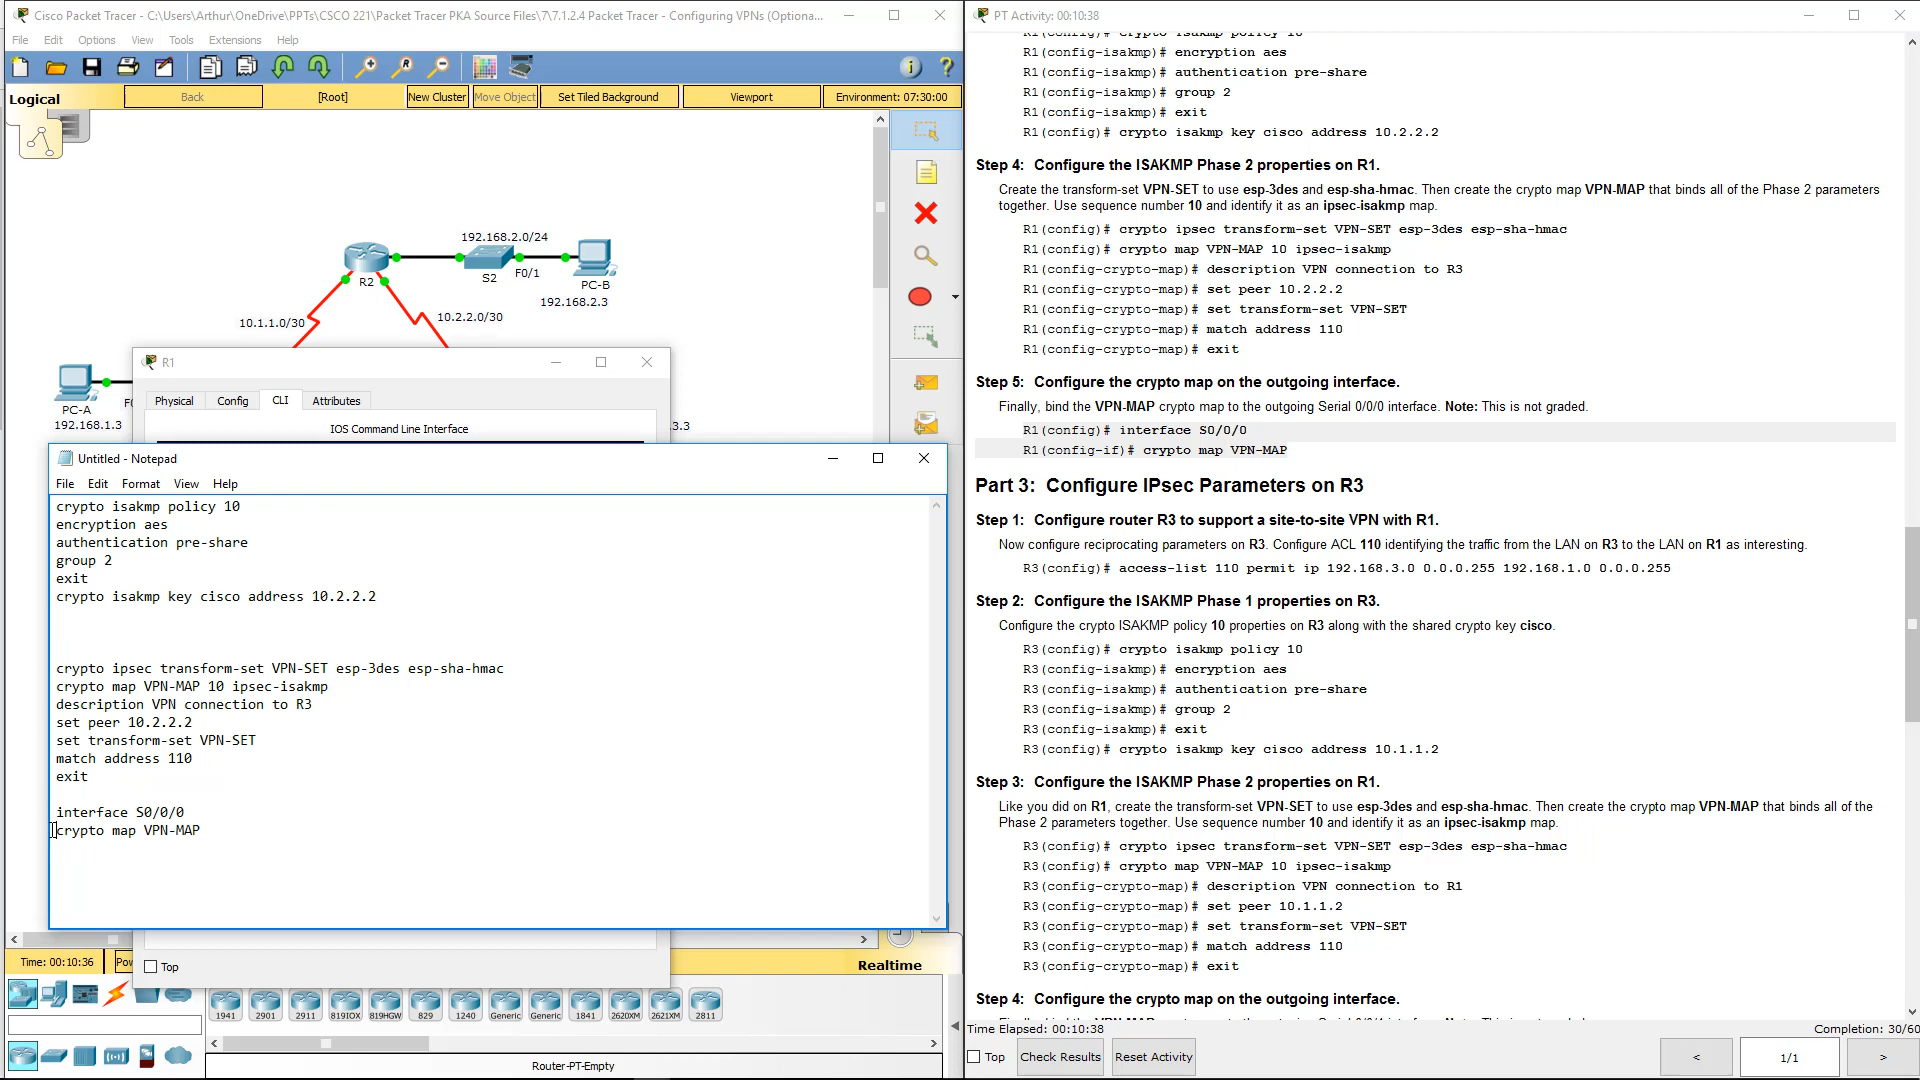 Cisco Packet Tracer - C:\Users\Arthur\OneDrive\PPTs\CSCO 221\Packet Tracer PKA Source Files\7\7.1.2.4 Packet Tracer - Configuring VPNs (Optiona...
File Edit Options View Tools Extensions Help
Logical
Back
[Root]
New Cluster
Move Object
Set Tiled Background
Viewport
Environment: 07:30:00
192.168.2.0/24
R2
S2
F0/1
PC-B
192.168.2.3
10.1.1.0/30
10.2.2.0/30
PC-A
192.168.1.3
R1
Physical Config CLI Attributes
IOS Command Line Interface
3.3
Untitled - Notepad
File Edit Format View Help
crypto isakmp policy 10
encryption aes
authentication pre-share
group 2
exit
crypto isakmp key cisco address 10.2.2.2
crypto ipsec transform-set VPN-SET esp-3des esp-sha-hmac
crypto map VPN-MAP 10 ipsec-isakmp
description VPN connection to R3
set peer 10.2.2.2
set transform-set VPN-SET
match address 110
exit
interface S0/0/0
crypto map VPN-MAP
Top
Time: 00:10:36
Pow
Realtime
1941 2901 2911 819IOX 819HGW 829 1240 Generic Generic 1841 2620XM 2621XM 2811
Router-PT-Empty
PT Activity: 00:10:38
R1(config)# crypto isakmp policy 10
R1(config-isakmp)# encryption aes
R1(config-isakmp)# authentication pre-share
R1(config-isakmp)# group 2
R1(config-isakmp)# exit
R1(config)# crypto isakmp key cisco address 10.2.2.2
Step 4: Configure the ISAKMP Phase 2 properties on R1.
Create the transform-set VPN-SET to use esp-3des and esp-sha-hmac. Then create the crypto map VPN-MAP that binds all of the Phase 2 parameters
together. Use sequence number 10 and identify it as an ipsec-isakmp map.
R1(config)# crypto ipsec transform-set VPN-SET esp-3des esp-sha-hmac
R1(config)# crypto map VPN-MAP 10 ipsec-isakmp
R1(config-crypto-map)# description VPN connection to R3
R1(config-crypto-map)# set peer 10.2.2.2
R1(config-crypto-map)# set transform-set VPN-SET
R1(config-crypto-map)# match address 110
R1(config-crypto-map)# exit
Step 5: Configure the crypto map on the outgoing interface.
Finally, bind the VPN-MAP crypto map to the outgoing Serial 0/0/0 interface. Note: This is not graded.
R1(config)# interface S0/0/0
R1(config-if)# crypto map VPN-MAP
Part 3: Configure IPsec Parameters on R3
Step 1: Configure router R3 to support a site-to-site VPN with R1.
Now configure reciprocating parameters on R3. Configure ACL 110 identifying the traffic from the LAN on R3 to the LAN on R1 as interesting.
R3(config)# access-list 110 permit ip 192.168.3.0 0.0.0.255 192.168.1.0 0.0.0.255
Step 2: Configure the ISAKMP Phase 1 properties on R3.
Configure the crypto ISAKMP policy 10 properties on R3 along with the shared crypto key cisco.
R3(config)# crypto isakmp policy 10
R3(config-isakmp)# encryption aes
R3(config-isakmp)# authentication pre-share
R3(config-isakmp)# group 2
R3(config-isakmp)# exit
R3(config)# crypto isakmp key cisco address 10.1.1.2
Step 3: Configure the ISAKMP Phase 2 properties on R1.
Like you did on R1, create the transform-set VPN-SET to use esp-3des and esp-sha-hmac. Then create the crypto map VPN-MAP that binds all of the
Phase 2 parameters together. Use sequence number 10 and identify it as an ipsec-isakmp map.
R3(config)# crypto ipsec transform-set VPN-SET esp-3des esp-sha-hmac
R3(config)# crypto map VPN-MAP 10 ipsec-isakmp
R3(config-crypto-map)# description VPN connection to R1
R3(config-crypto-map)# set peer 10.1.1.2
R3(config-crypto-map)# set transform-set VPN-SET
R3(config-crypto-map)# match address 110
R3(config-crypto-map)# exit
Step 4: Configure the crypto map on the outgoing interface.
Time Elapsed: 00:10:38
Completion: 30/60
Top
Check Results
Reset Activity
<
1/1
>